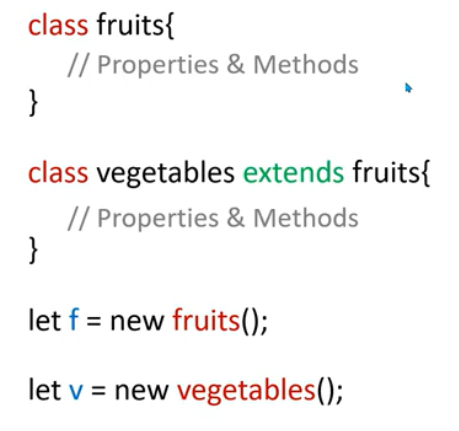 class fruits{
// Properties & Methods
}
class vegetables extends fruits{
// Properties & Methods
}
let f = new fruits();
let v = new vegetables();